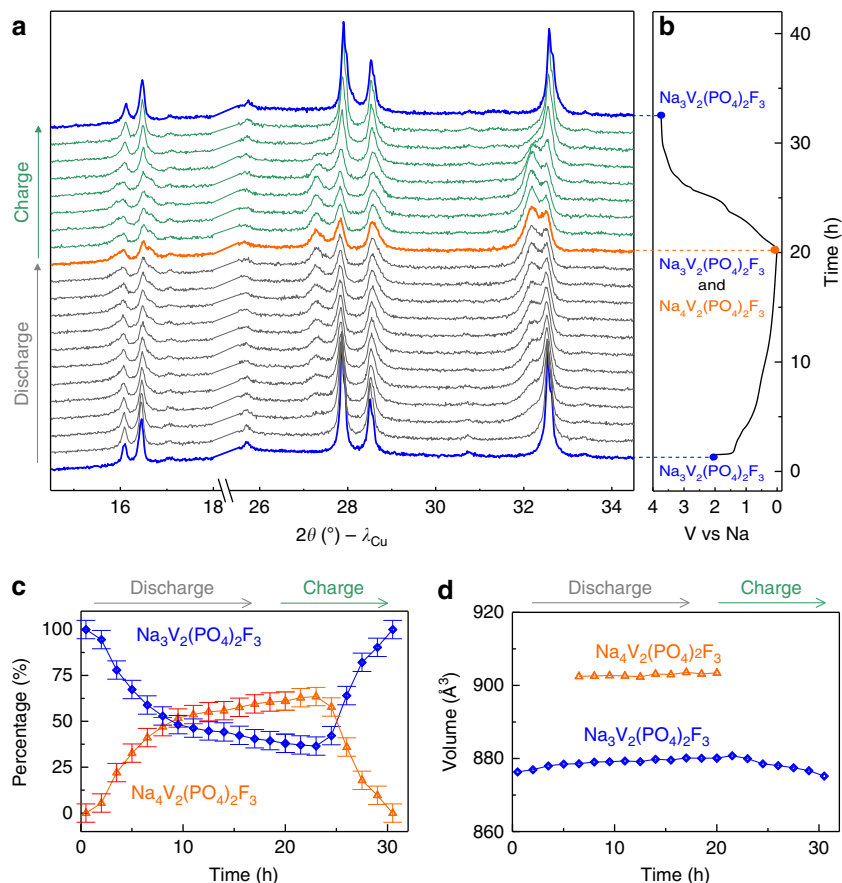 a
b
Charge
Discharge
16
18
26
28
30
32
34
2θ (°) – λCu
Na3V2(PO4)2F3
Na3V2(PO4)2F3
and
Na4V2(PO4)2F3
Na3V2(PO4)2F3
40
30
20
10
0
Time (h)
4
3
2
1
0
V vs Na
c
Discharge
Charge
100
75
50
25
0
Percentage (%)
Na3V2(PO4)2F3
Na4V2(PO4)2F3
0
10
20
30
Time (h)
d
Discharge
Charge
920
900
880
860
Volume (Å3)
Na4V2(PO4)2F3
Na3V2(PO4)2F3
0
10
20
30
Time (h)